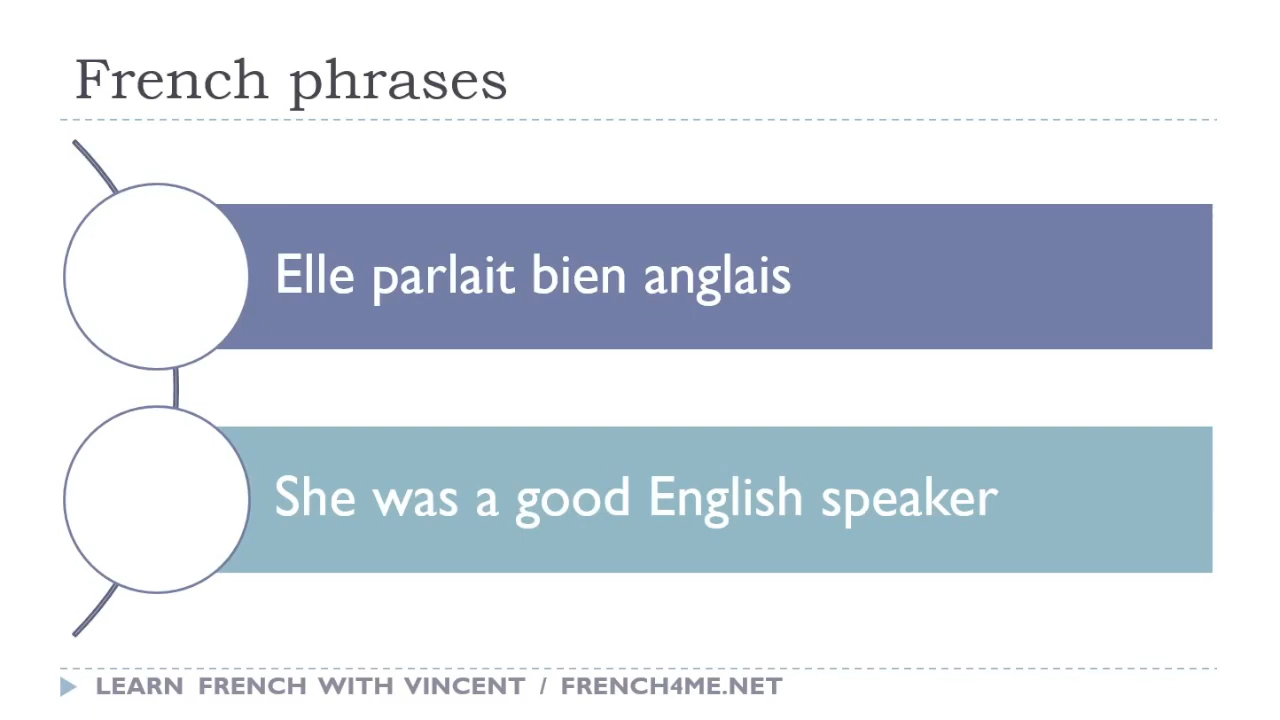 French phrases
Elle parlait bien anglais
She was a good English speaker
LEARN FRENCH WITH VINCENT / FRENCH4ME.NET